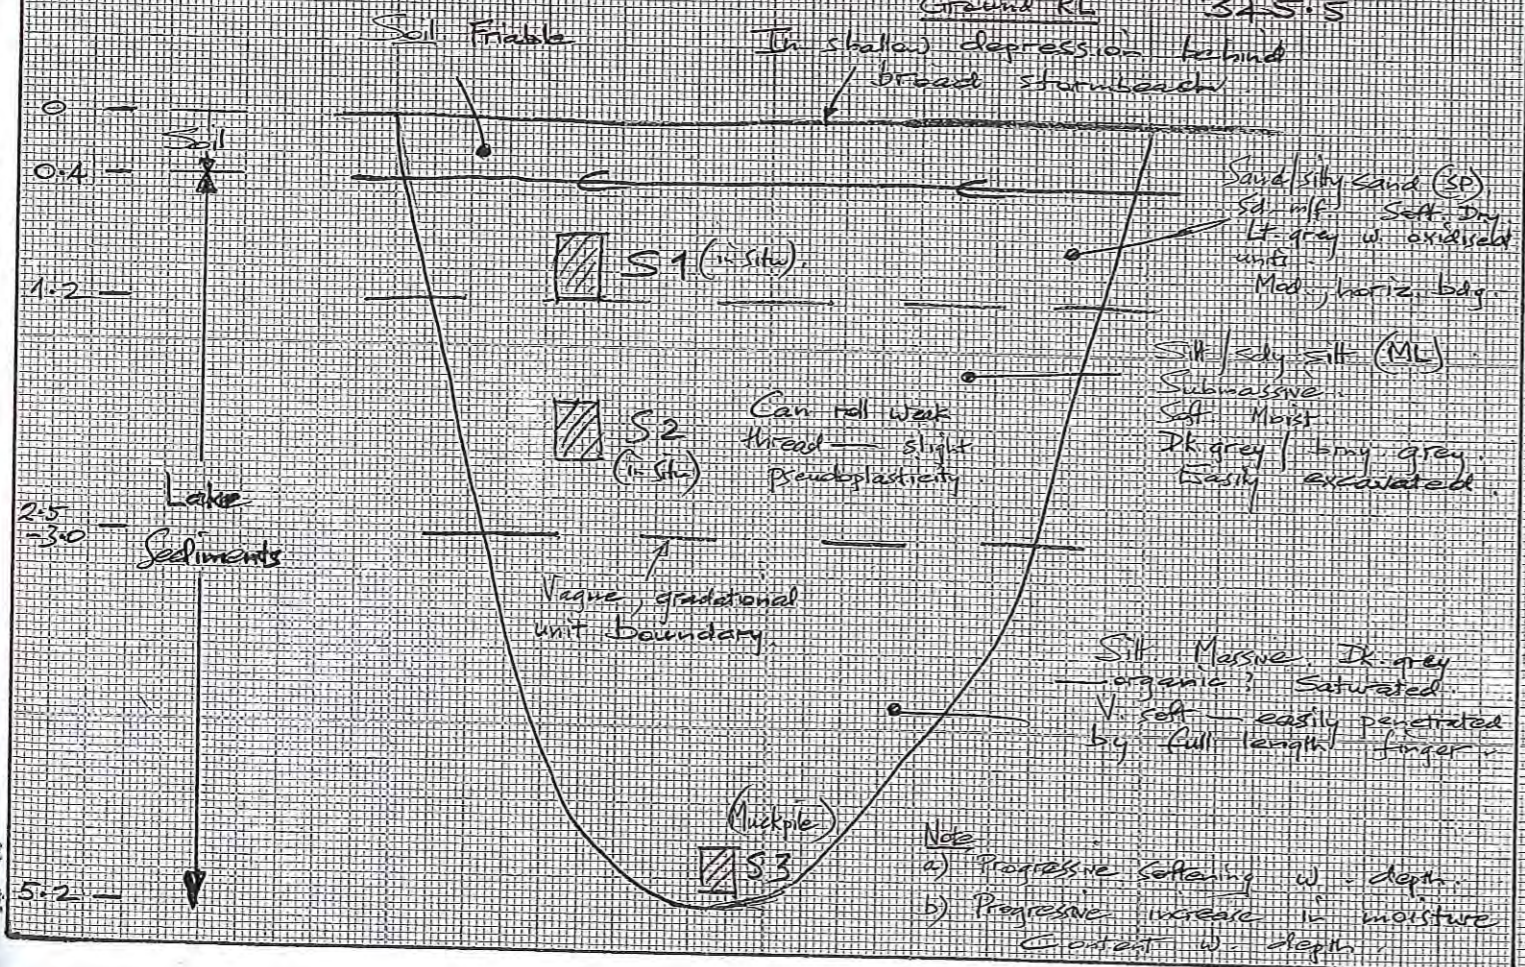 Ground RL 345.5
Soil Friable
In shallow depression behind
broad stormbeach
0
Soil
0.4
Sand/silty sand (SP).
Sd-m/f. Soft. Dry.
Lt-grey w oxidised
units.
Mod., horiz. bdg.
S1 (in situ).
1.2
Silt/sdy silt (ML)
Submassive.
Soft. Moist.
Dk grey / brny. grey.
Easily excavated.
S2
(in situ)
Can roll weak
thread — slight
pseudoplasticity.
2.5
-3.0
Lake
Sediments
Vague, gradational
unit boundary.
Silt. Massive. Dk-grey
—organic? Saturated.
V. soft — easily penetrated
by full length finger.
(Muckpile)
S3
5.2
Note
a) Progressive Softening w. depth.
b) Progressive increase in moisture
Content w. depth.